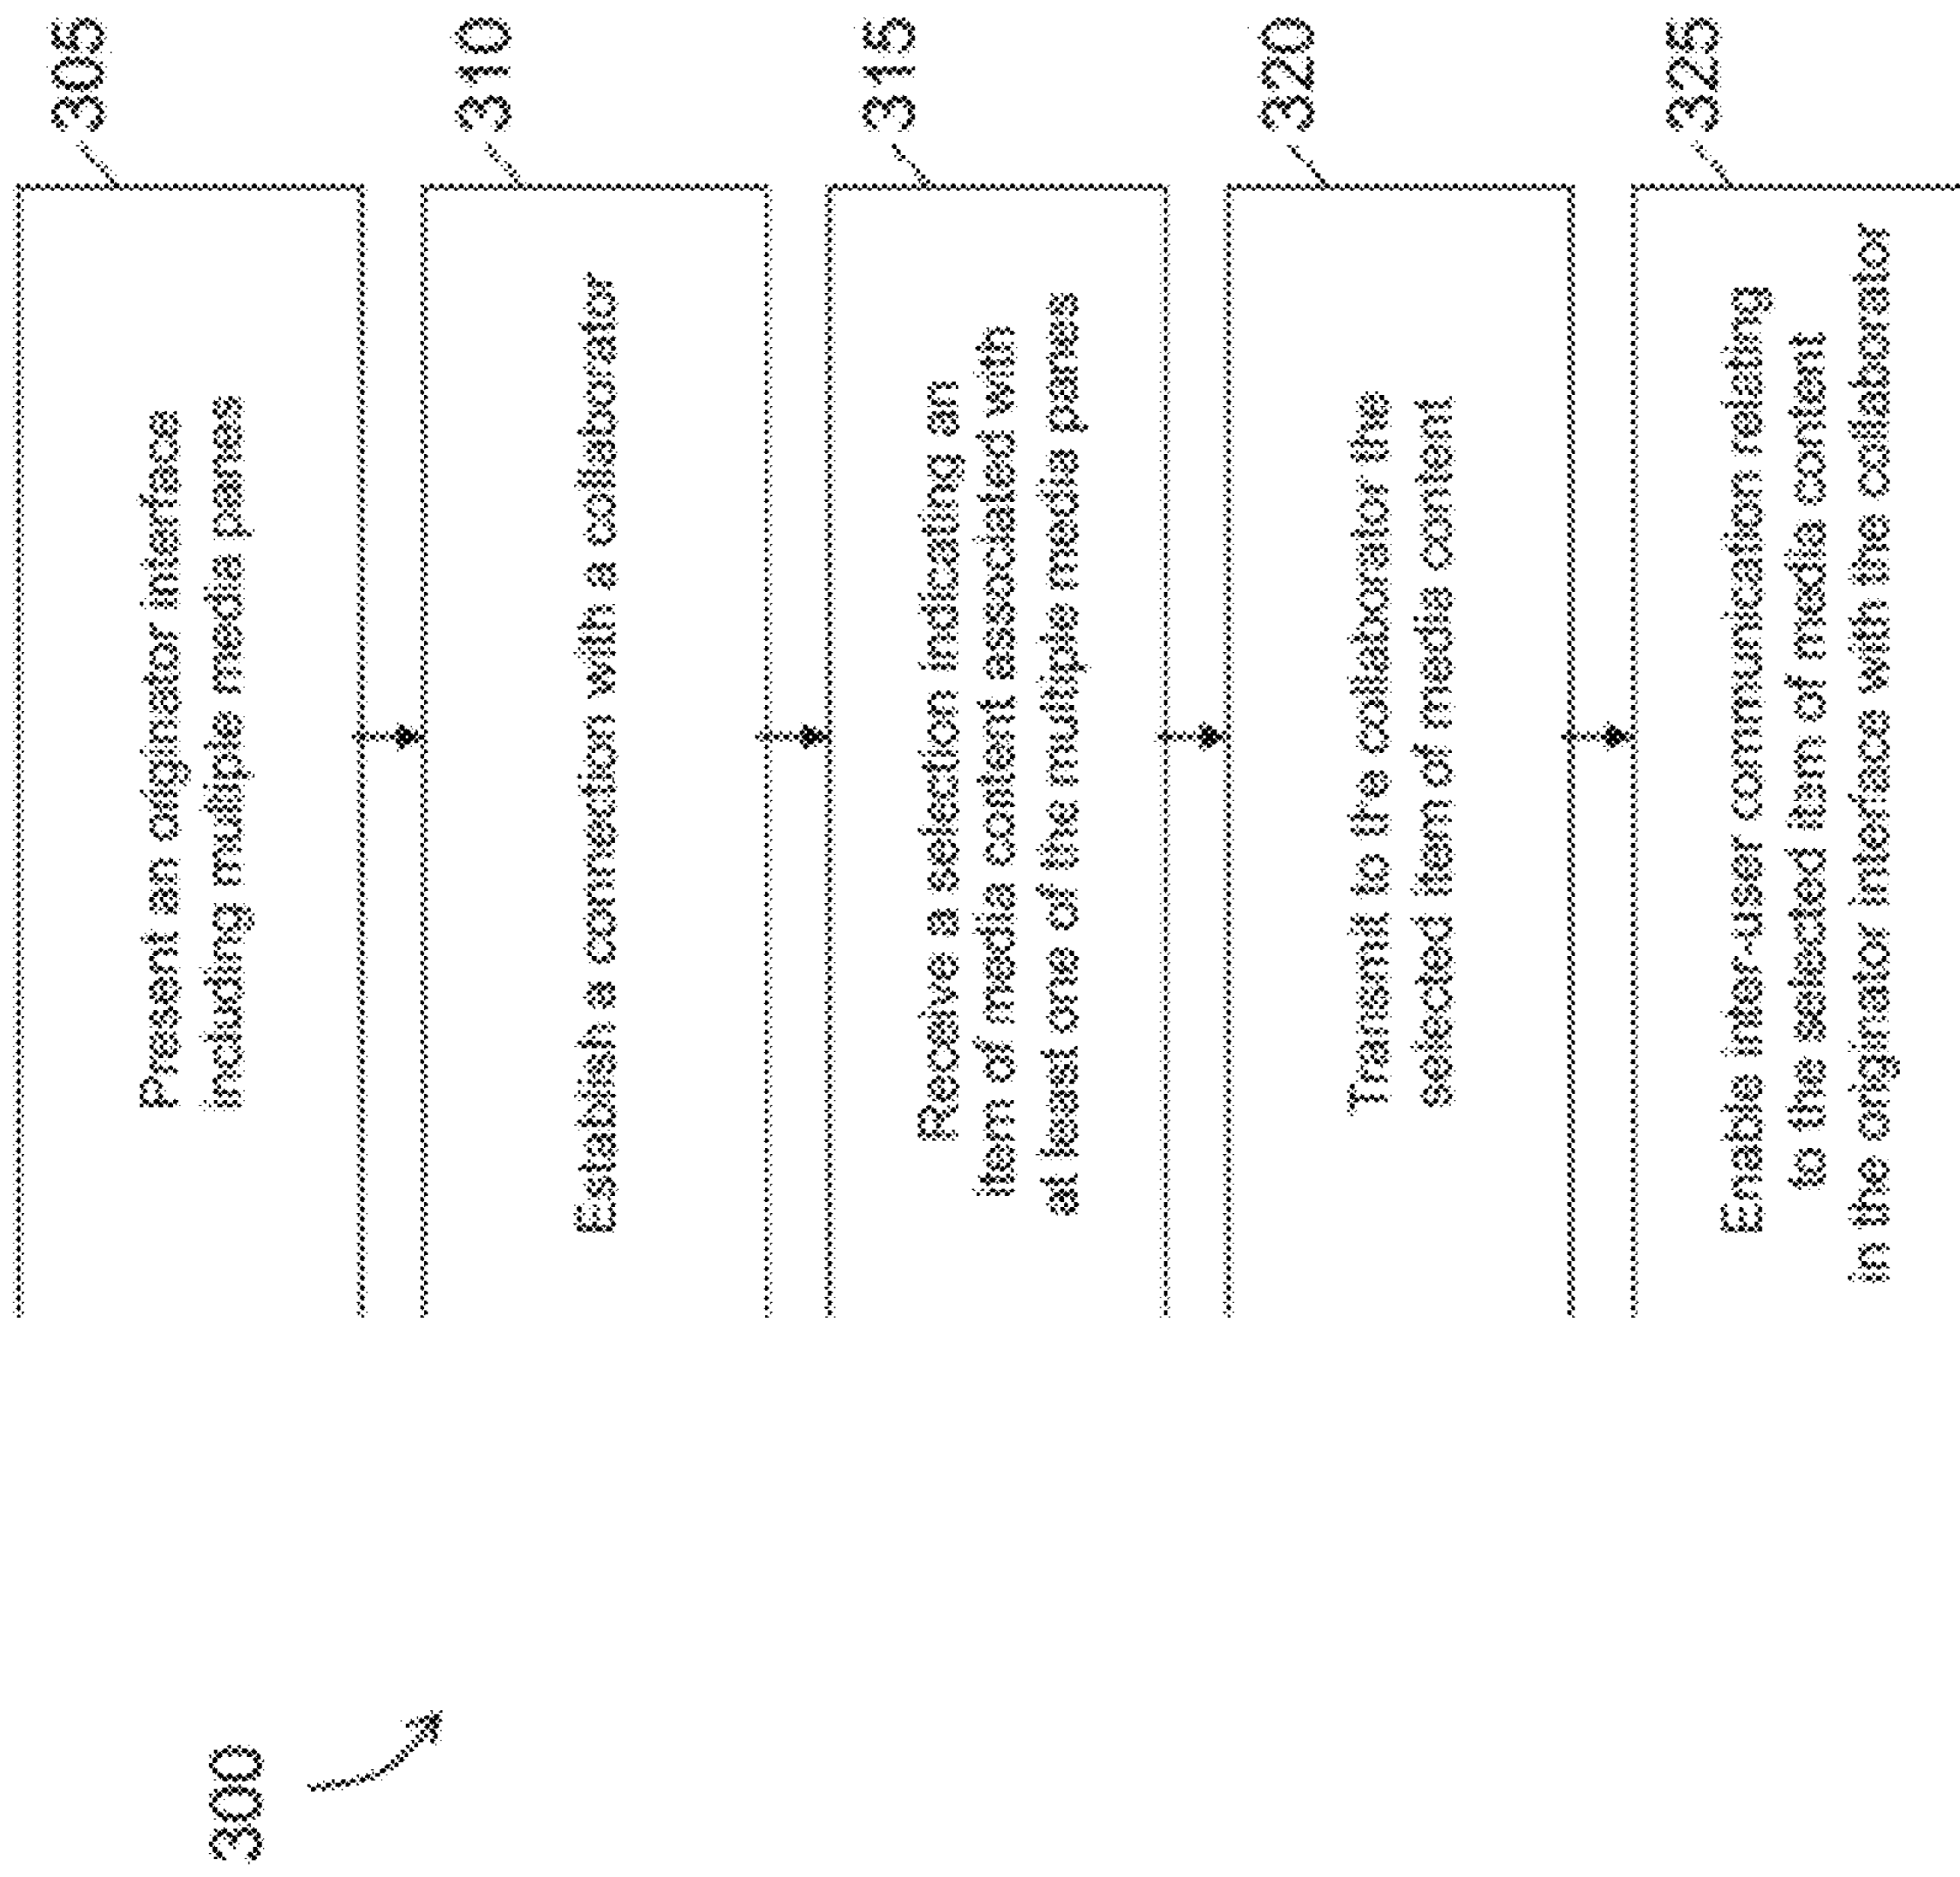 300
305
Present an originator interface
including multiple media panes
310
Establish a connection with a collaborator
315
Receive a selection indicating an
item of media content associated with
at least one of the multiple media panes
320
Transmit to the collaborator the
selected item of media content
325
Enable inter-user communication relating
to the selected item of media content
in the originator interface with the collaborator